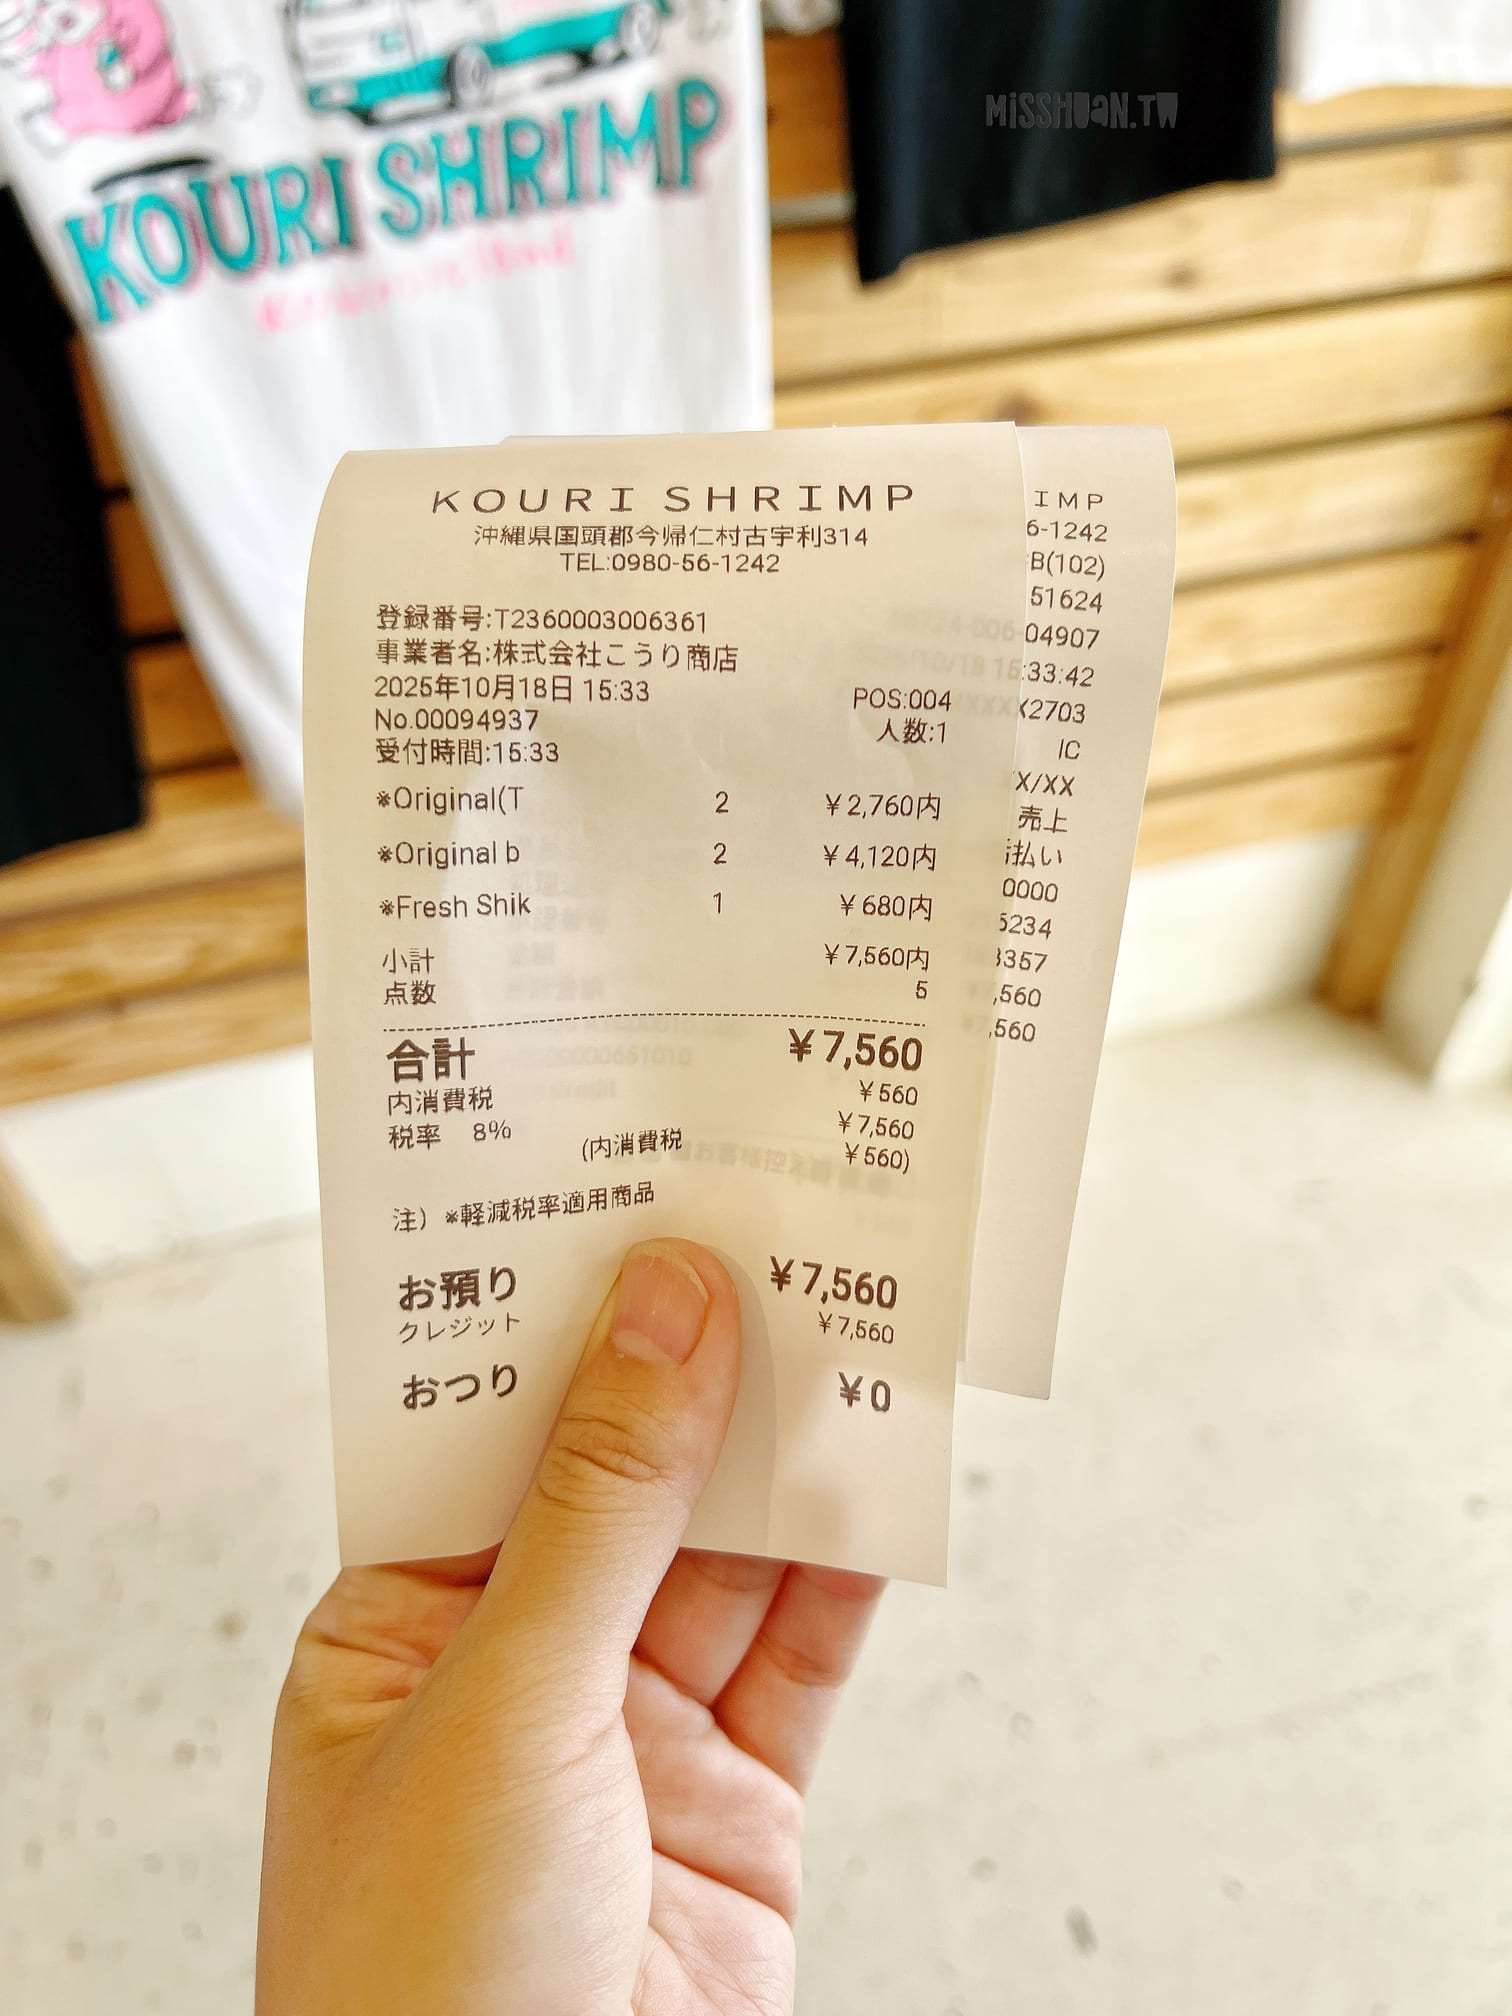 KOURI SHRIMP
MISSHUAN.TW
KOURI SHRIMP
沖縄県国頭郡今帰仁村古宇利314
TEL:0980-56-1242
登録番号:T2360003006361
事業者名:株式会社こうり商店
2025年10月18日 15:33 POS:004
No.00094937 人数:1
受付時間:15:33
※Original(T 2 ¥2,760内
※Original b 2 ¥4,120内
※Fresh Shik 1 ¥680内
小計 ¥7,560内
点数 5
合計 ¥7,560
内消費税 ¥560
税率 8% ¥7,560
(内消費税 ¥560)
注) ※軽減税率適用商品
お預り ¥7,560
クレジット ¥7,560
おつり ¥0
IMP
6-1242
B(102)
51624
04907
:33:42
X2703
IC
X/XX
売上
払い
0000
6234
3357
,560
,560